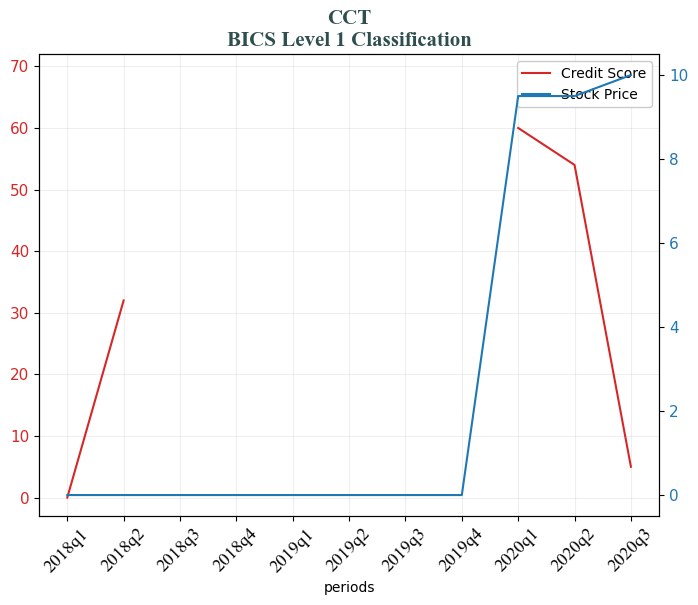 CCT
BICS Level 1 Classification
70
60
50
40
30
20
10
0
10
8
6
4
2
0
Credit Score
Stock Price
2018q1
2018q2
2018q3
2018q4
2019q1
2019q2
2019q3
2019q4
2020q1
2020q2
2020q3
periods